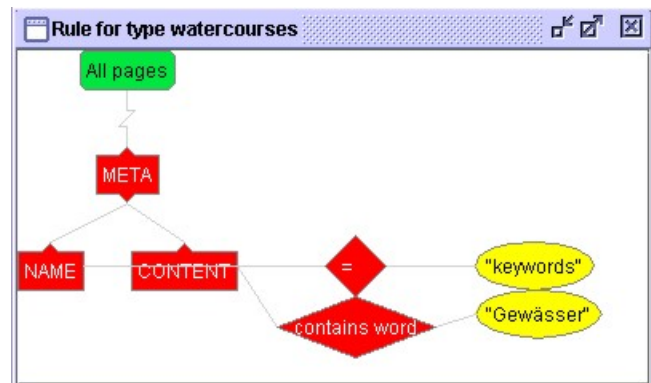 Rule for type watercourses
All pages
META
NAME
CONTENT
=
"keywords"
contains word
"Gewässer"